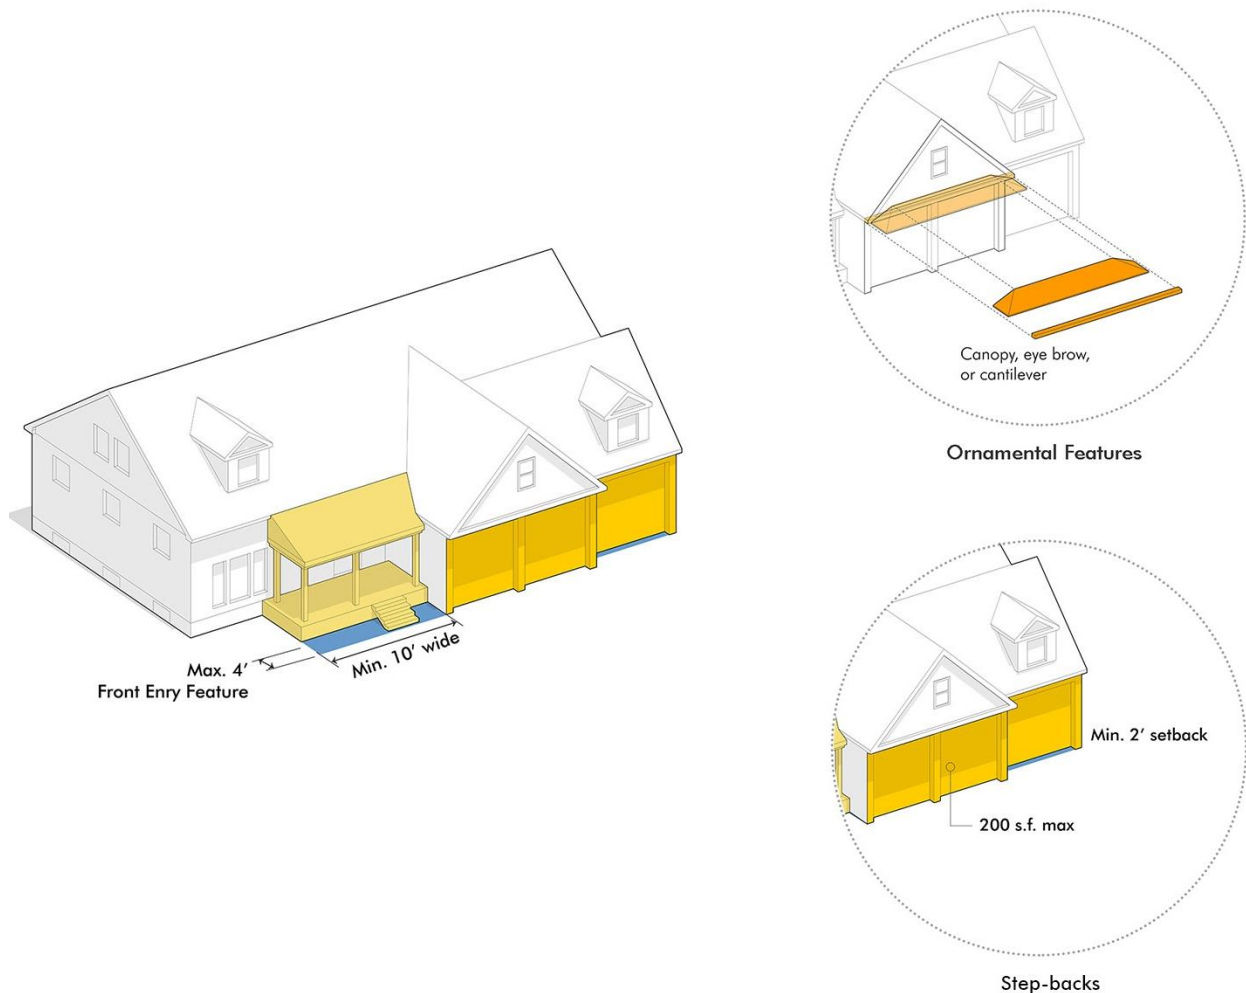 Canopy, eye brow,
or cantilever
Ornamental Features
Max. 4'
Front Enry Feature
Min. 10' wide
Min. 2' setback
200 s.f. max
Step-backs